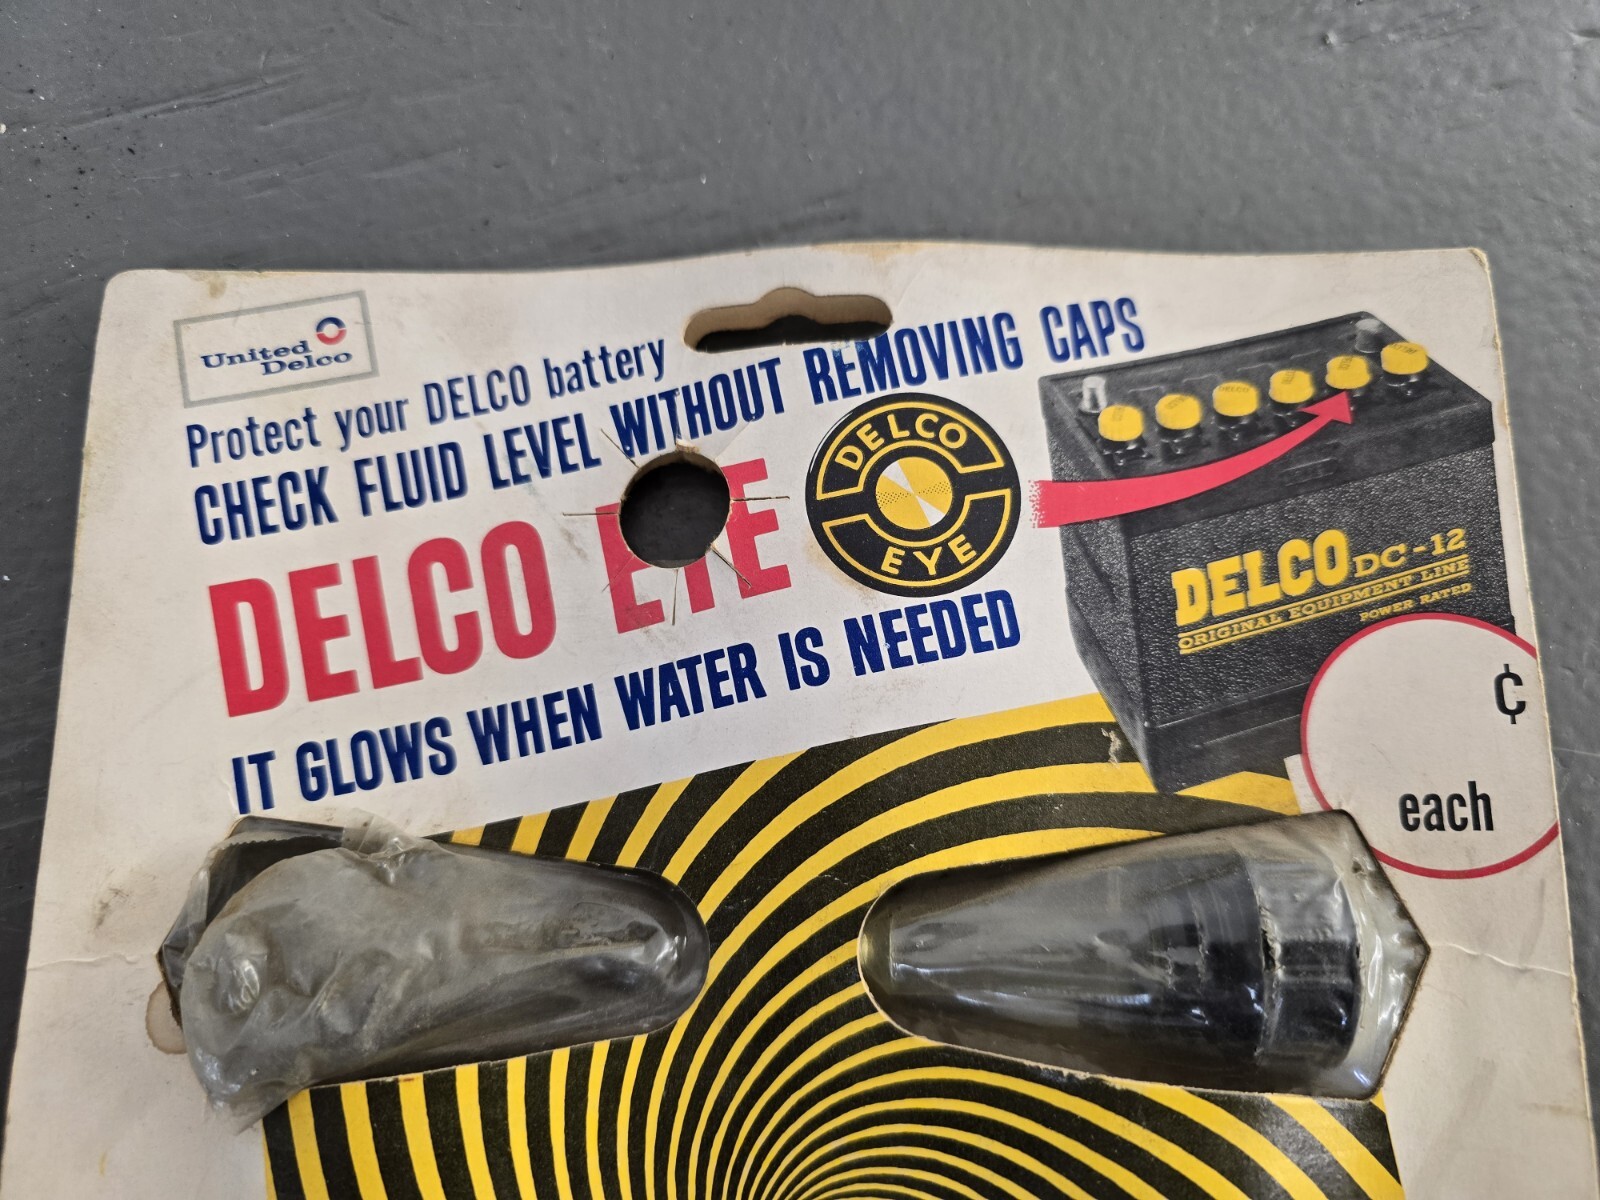 United
Delco
Protect your DELCO battery
CHECK FLUID LEVEL WITHOUT REMOVING CAPS
DELCO EYE
DELCO
EYE
IT GLOWS WHEN WATER IS NEEDED
DELCO DC-12
ORIGINAL EQUIPMENT LINE
POWER RATED
¢
each